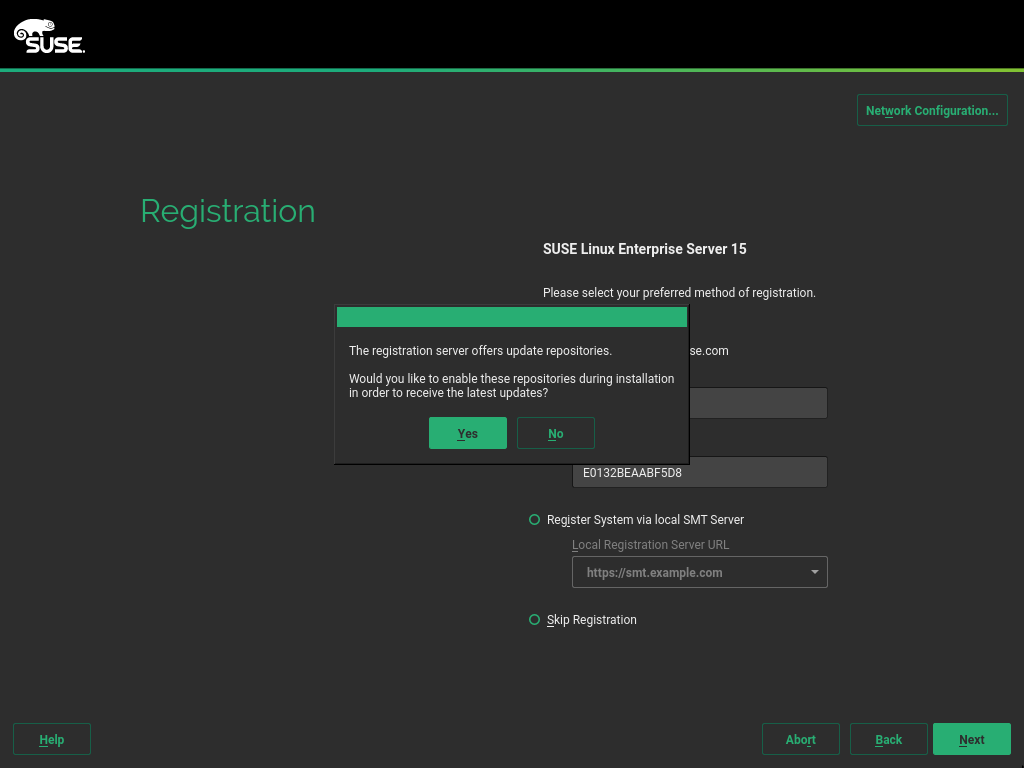 SUSE.
Network Configuration...
Registration
SUSE Linux Enterprise Server 15
Please select your preferred method of registration.
se.com
The registration server offers update repositories.
Would you like to enable these repositories during installation
in order to receive the latest updates?
Yes
No
E0132BEAABF5D8
Register System via local SMT Server
Local Registration Server URL
https://smt.example.com
Skip Registration
Help
Abort
Back
Next